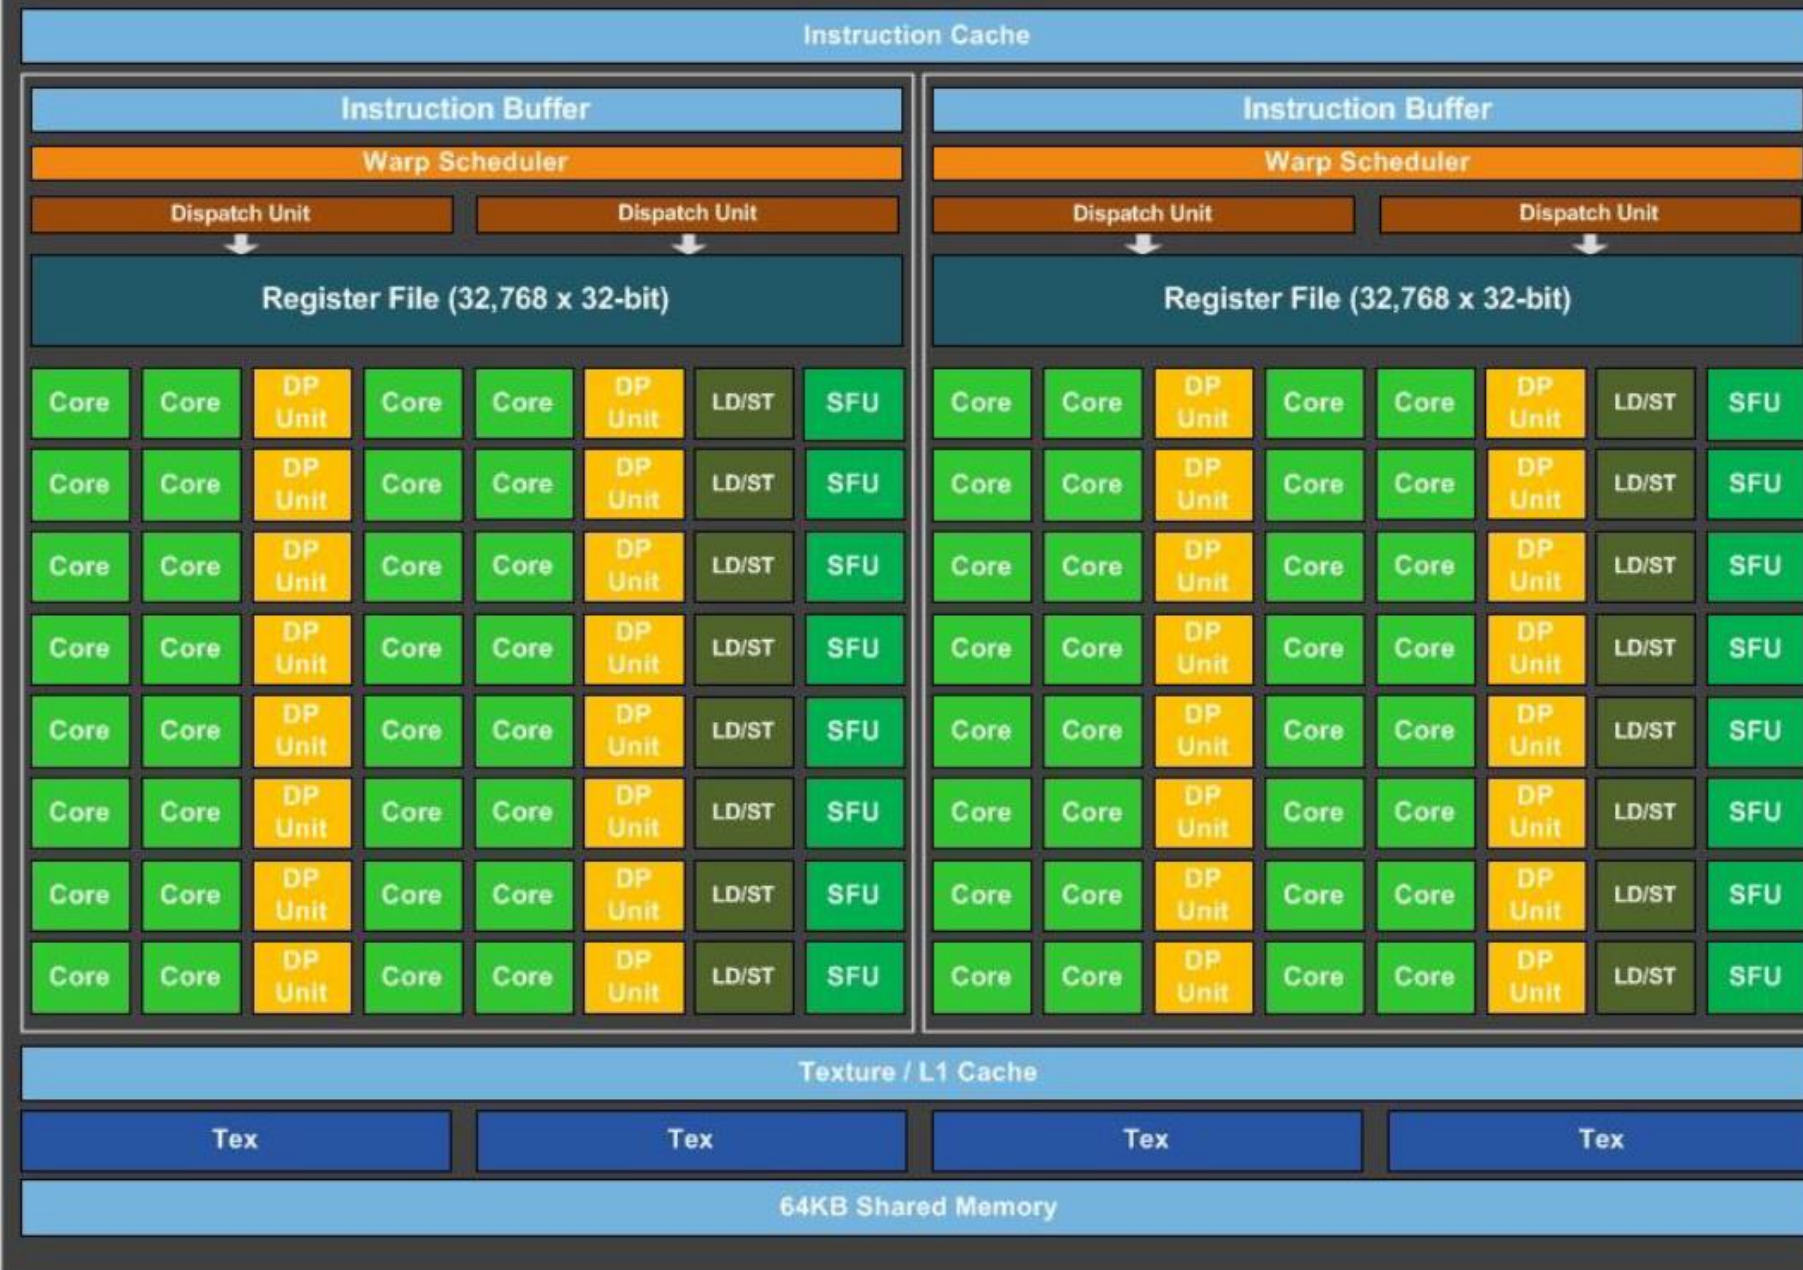 Instruction Cache
Instruction Buffer Instruction Buffer
Warp Scheduler Warp Scheduler
Dispatch Unit Dispatch Unit Dispatch Unit Dispatch Unit
Register File (32,768 x 32-bit) Register File (32,768 x 32-bit)
Core Core DP Unit Core Core DP Unit LD/ST SFU Core Core DP Unit Core Core DP Unit LD/ST SFU
Core Core DP Unit Core Core DP Unit LD/ST SFU Core Core DP Unit Core Core DP Unit LD/ST SFU
Core Core DP Unit Core Core DP Unit LD/ST SFU Core Core DP Unit Core Core DP Unit LD/ST SFU
Core Core DP Unit Core Core DP Unit LD/ST SFU Core Core DP Unit Core Core DP Unit LD/ST SFU
Core Core DP Unit Core Core DP Unit LD/ST SFU Core Core DP Unit Core Core DP Unit LD/ST SFU
Core Core DP Unit Core Core DP Unit LD/ST SFU Core Core DP Unit Core Core DP Unit LD/ST SFU
Core Core DP Unit Core Core DP Unit LD/ST SFU Core Core DP Unit Core Core DP Unit LD/ST SFU
Core Core DP Unit Core Core DP Unit LD/ST SFU Core Core DP Unit Core Core DP Unit LD/ST SFU
Texture / L1 Cache
Tex Tex Tex Tex
64KB Shared Memory